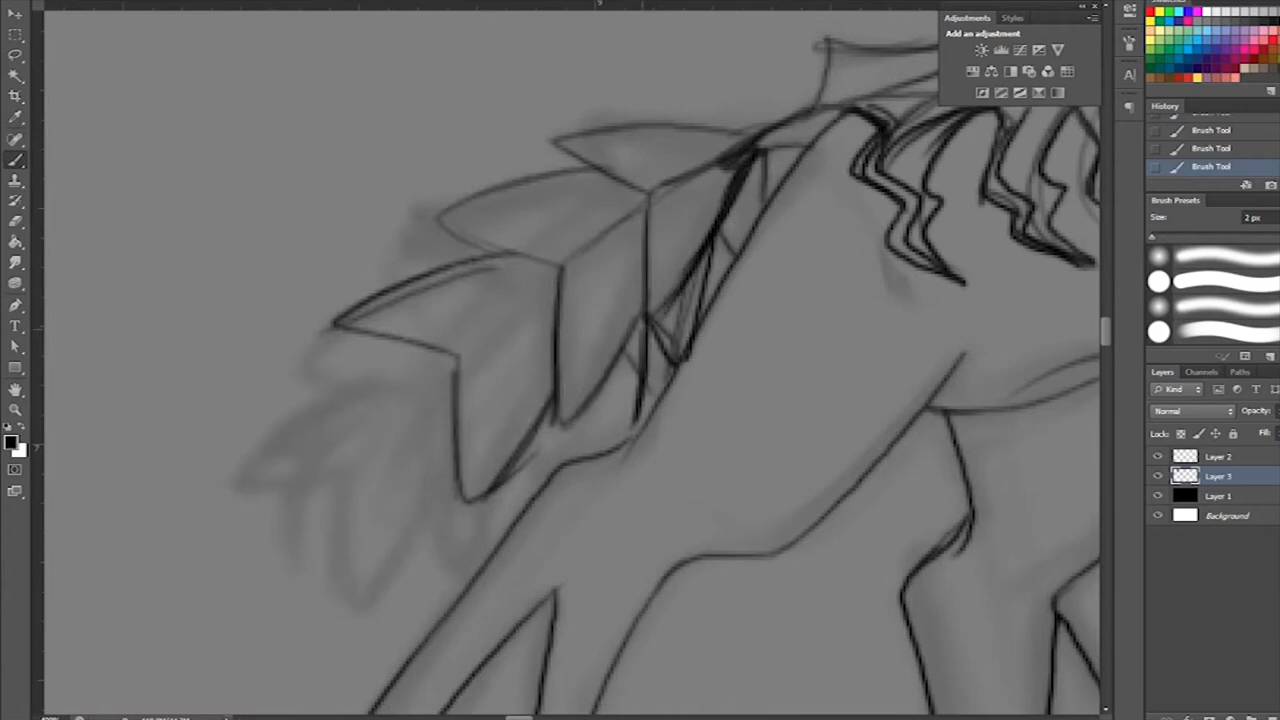 Swatches
Adjustments Styles
Add an adjustment
History
Brush Tool
Brush Tool
Brush Tool
Brush Presets
Size: 2 px
Layers Channels Paths
Kind
Normal Opacity:
Lock: Fill:
Layer 2
Layer 3
Layer 1
Background